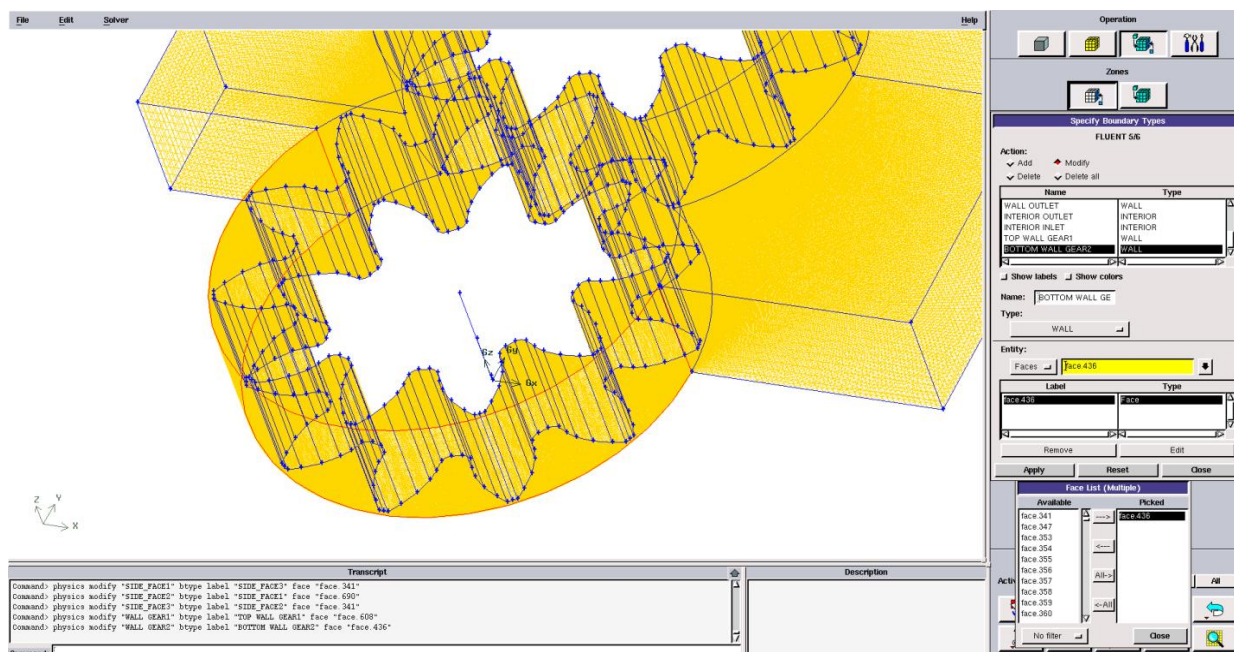 File Edit Solver Help
Operation
Zones
Specify Boundary Types
FLUENT 5/6
Action:
Add Modify
Delete Delete all
Name Type
WALL OUTLET WALL
INTERIOR OUTLET INTERIOR
INTERIOR INLET INTERIOR
TOP WALL GEAR1 WALL
BOTTOM WALL GEAR2 WALL
Show labels Show colors
Name: BOTTOM WALL GE
Type:
WALL
Entity:
Faces face.436
Label Type
face.436 Face
Remove Edit
Apply Reset Close
Face List (Multiple)
Available Picked
face.341 face.436
face.347
face.353
face.354
face.355
face.356
face.357
face.358
face.359
face.360
--->
<---
All->
<-All
No filter Close
All
Gz Gy
Gx
Z Y
X
Transcript Description
Command> physics modify "SIDE_FACE1" btype label "SIDE_FACE3" face "face.341"
Command> physics modify "SIDE_FACE2" btype label "SIDE_FACE1" face "face.690"
Command> physics modify "SIDE_FACE3" btype label "SIDE_FACE2" face "face.341"
Command> physics modify "WALL GEAR1" btype label "TOP WALL GEAR1" face "face.608"
Command> physics modify "WALL GEAR2" btype label "BOTTOM WALL GEAR2" face "face.436"